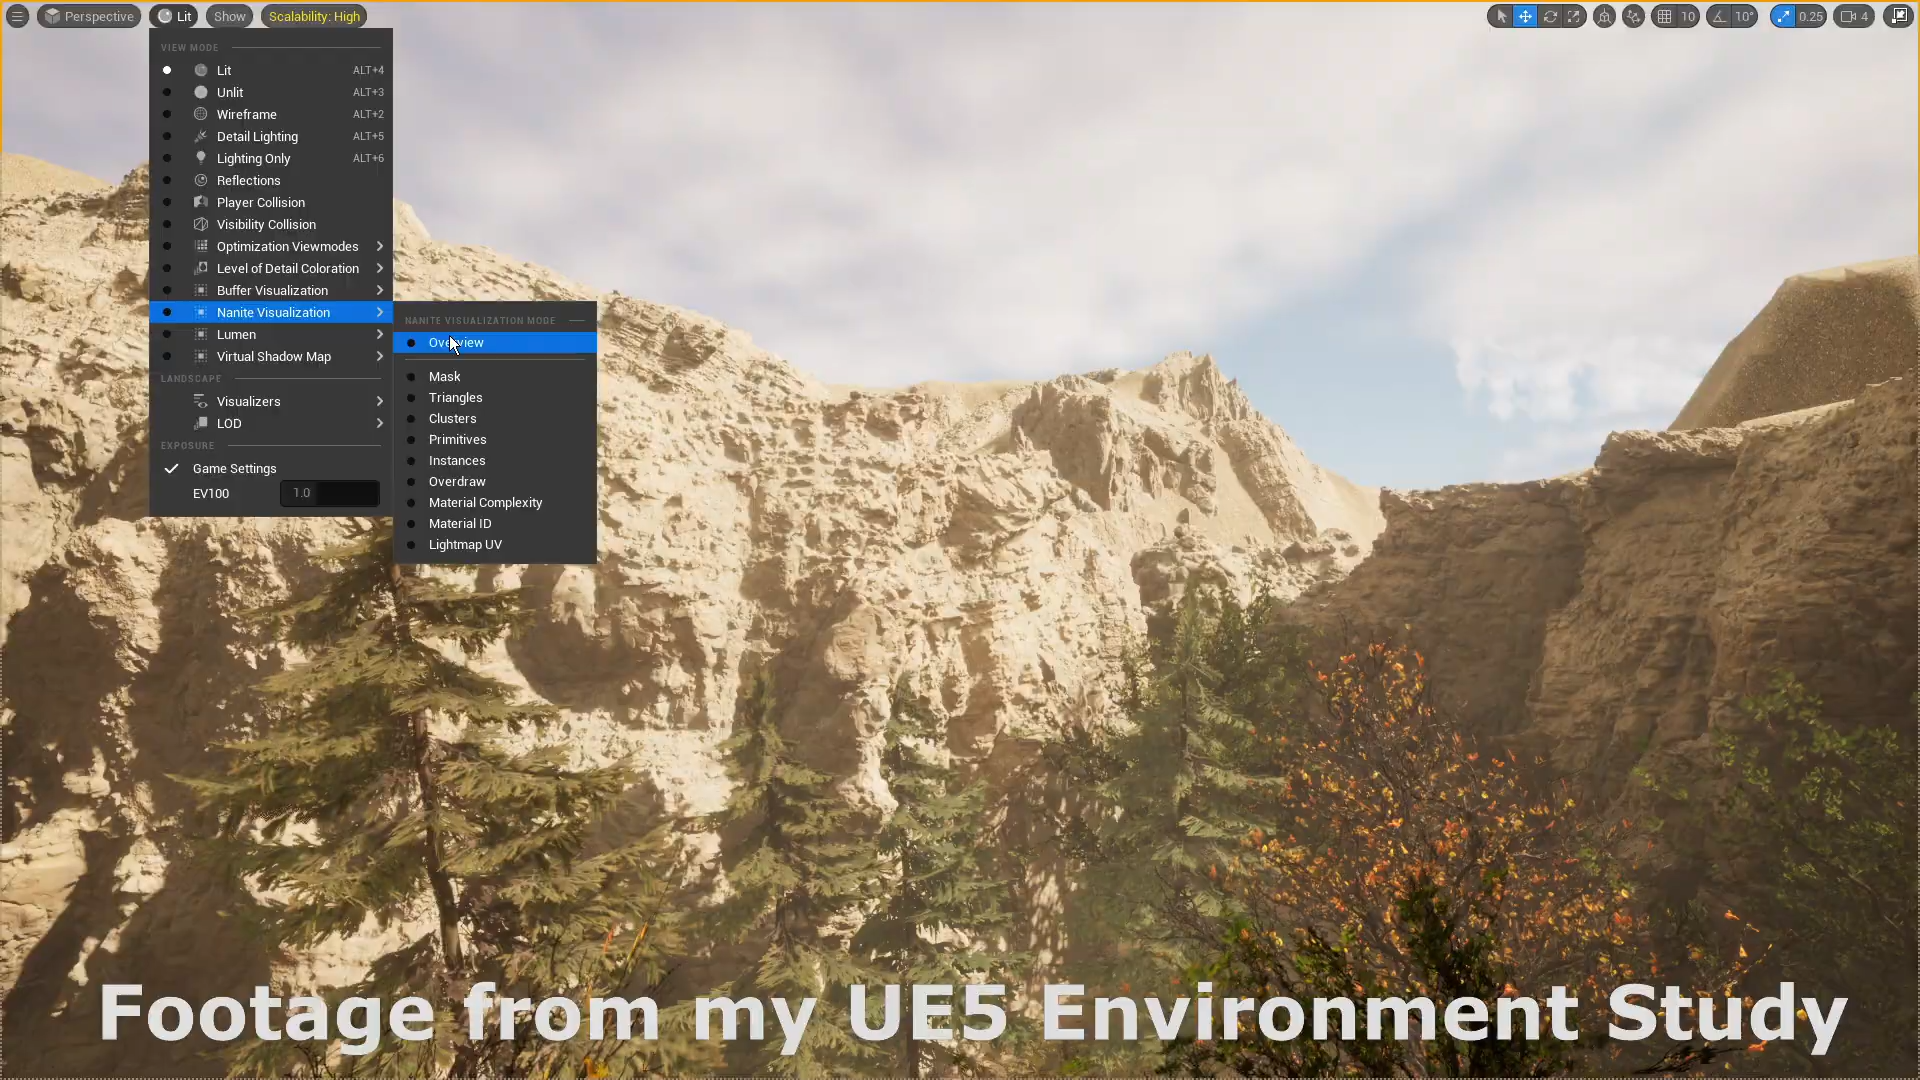 Perspective
Lit
Show
Scalability: High
10
10°
0.25
4
VIEW MODE
Lit ALT+4
Unlit ALT+3
Wireframe ALT+2
Detail Lighting ALT+5
Lighting Only ALT+6
Reflections
Player Collision
Visibility Collision
Optimization Viewmodes
Level of Detail Coloration
Buffer Visualization
Nanite Visualization
Lumen
Virtual Shadow Map
LANDSCAPE
Visualizers
LOD
EXPOSURE
Game Settings
EV100 1.0
NANITE VISUALIZATION MODE
Overview
Mask
Triangles
Clusters
Primitives
Instances
Overdraw
Material Complexity
Material ID
Lightmap UV
Footage from my UE5 Environment Study